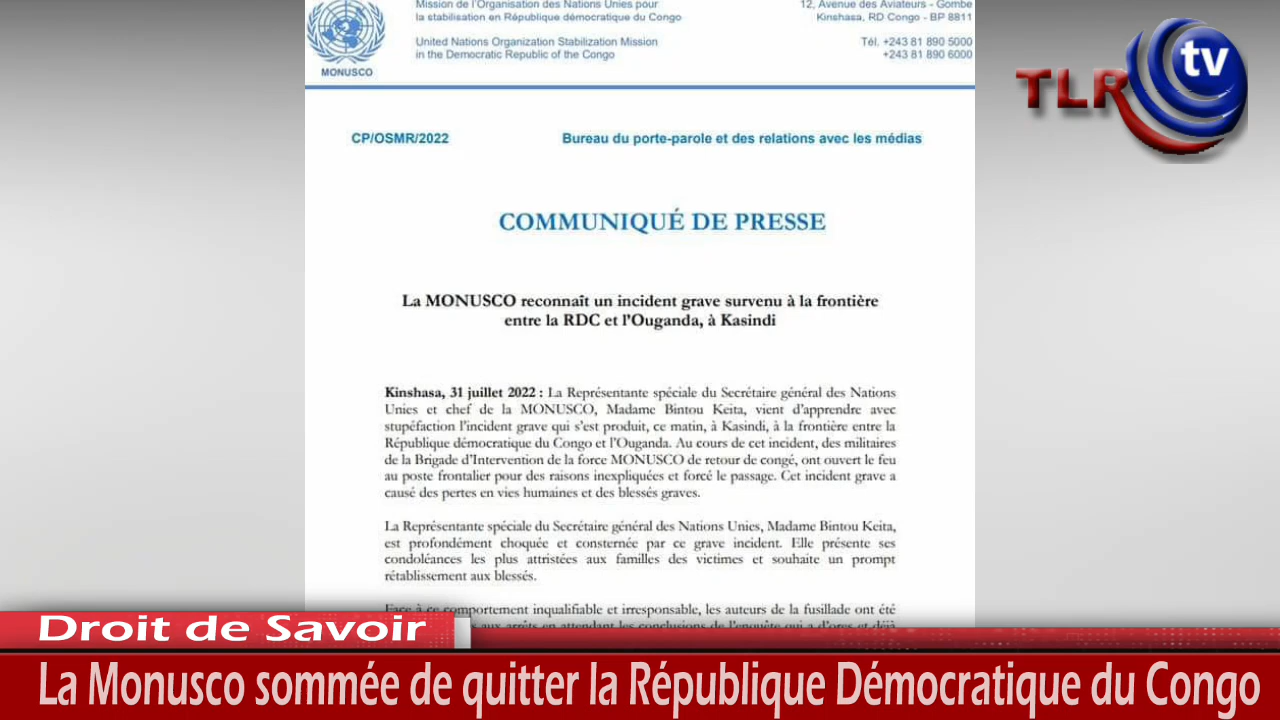 Mission de l'Organisation des Nations Unies pour
la stabilisation en République démocratique du Congo
12, Avenue des Aviateurs - Gombe
Kinshasa, RD Congo - BP 8811
United Nations Organization Stabilization Mission
in the Democratic Republic of the Congo
Tél. +243 81 890 5000
+243 81 890 6000
MONUSCO
TLR tv
CP/OSMR/2022
Bureau du porte-parole et des relations avec les médias
COMMUNIQUÉ DE PRESSE
La MONUSCO reconnaît un incident grave survenu à la frontière
entre la RDC et l'Ouganda, à Kasindi
Kinshasa, 31 juillet 2022 : La Représentante spéciale du Secrétaire général des Nations
Unies et chef de la MONUSCO, Madame Bintou Keita, vient d'apprendre avec
stupéfaction l'incident grave qui s'est produit, ce matin, à Kasindi, à la frontière entre la
République démocratique du Congo et l'Ouganda. Au cours de cet incident, des militaires
de la Brigade d'Intervention de la force MONUSCO de retour de congé, ont ouvert le feu
au poste frontalier pour des raisons inexpliquées et forcé le passage. Cet incident grave a
causé des pertes en vies humaines et des blessés graves.
La Représentante spéciale du Secrétaire général des Nations Unies, Madame Bintou Keita,
est profondément choquée et consternée par ce grave incident. Elle présente ses
condoléances les plus attristées aux familles des victimes et souhaite un prompt
rétablissement aux blessés.
Face à ce comportement inqualifiable et irresponsable, les auteurs de la fusillade ont été
aux arrêts en attendant les conclusions de l'enquête qui a d'ores et déjà
Droit de Savoir
La Monusco sommée de quitter la République Démocratique du Congo